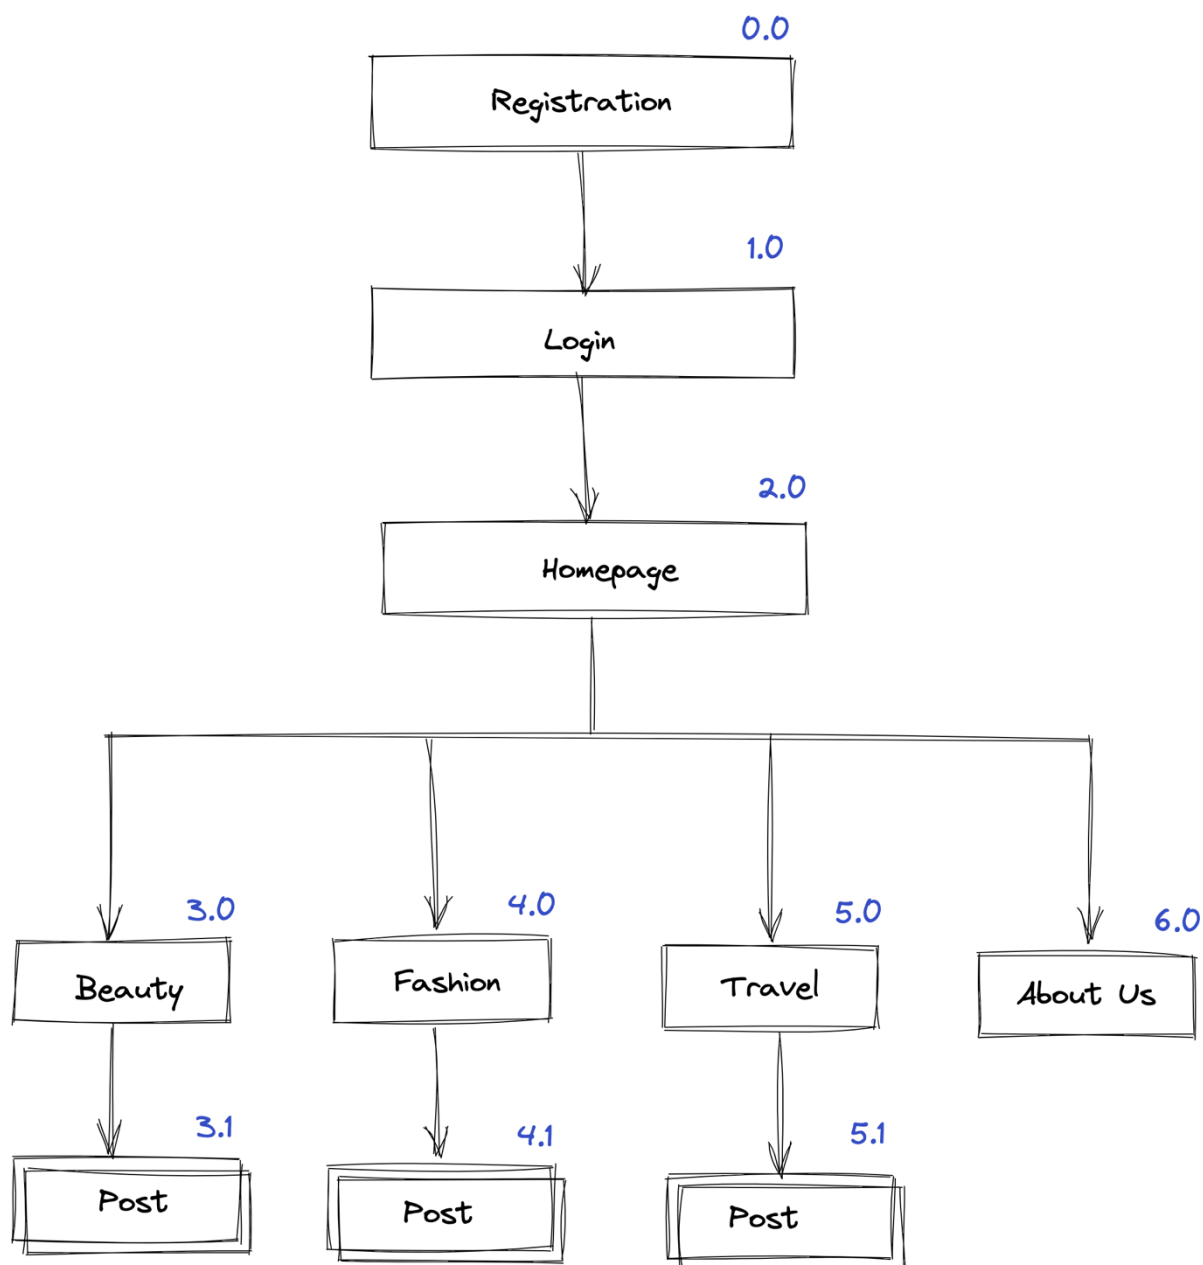 0.0
Registration
1.0
Login
2.0
Homepage
3.0
4.0
5.0
6.0
Beauty
Fashion
Travel
About Us
3.1
4.1
5.1
Post
Post
Post